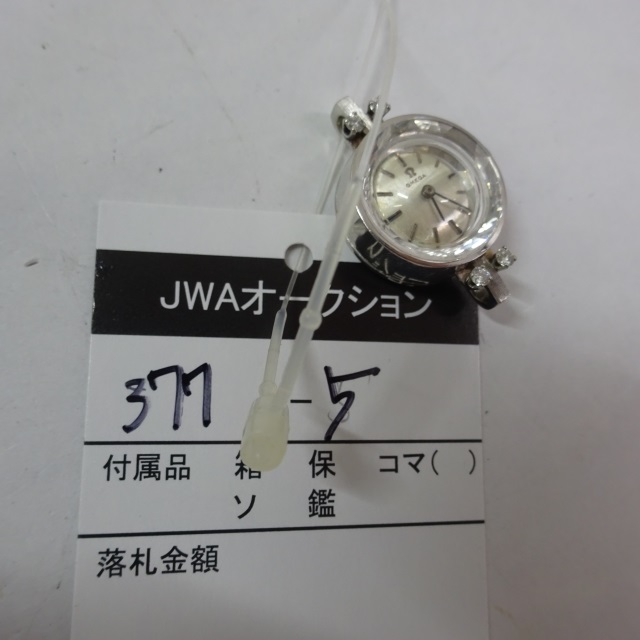 Ω
OMEGA
JWAオークション
377-5
付属品 箱 保 コマ( )
ソ 鑑
落札金額